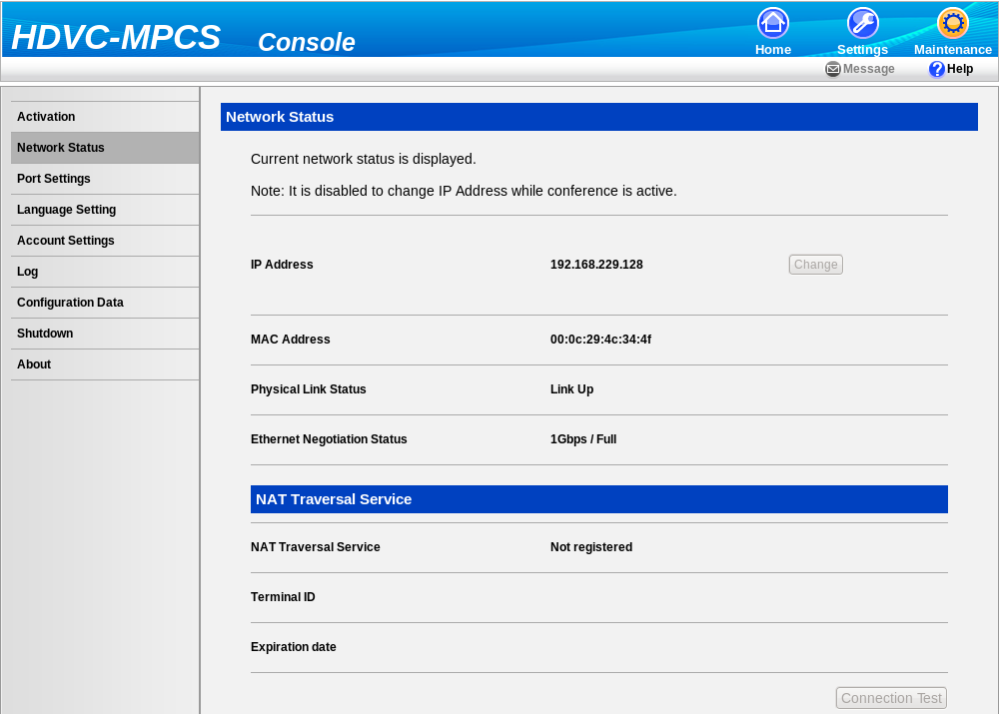 HDVC-MPCS Console
Home Settings Maintenance
Message Help
Activation
Network Status
Port Settings
Language Setting
Account Settings
Log
Configuration Data
Shutdown
About
Network Status
Current network status is displayed.
Note: It is disabled to change IP Address while conference is active.
IP Address 192.168.229.128 Change
MAC Address 00:0c:29:4c:34:4f
Physical Link Status Link Up
Ethernet Negotiation Status 1Gbps / Full
NAT Traversal Service
NAT Traversal Service Not registered
Terminal ID
Expiration date
Connection Test